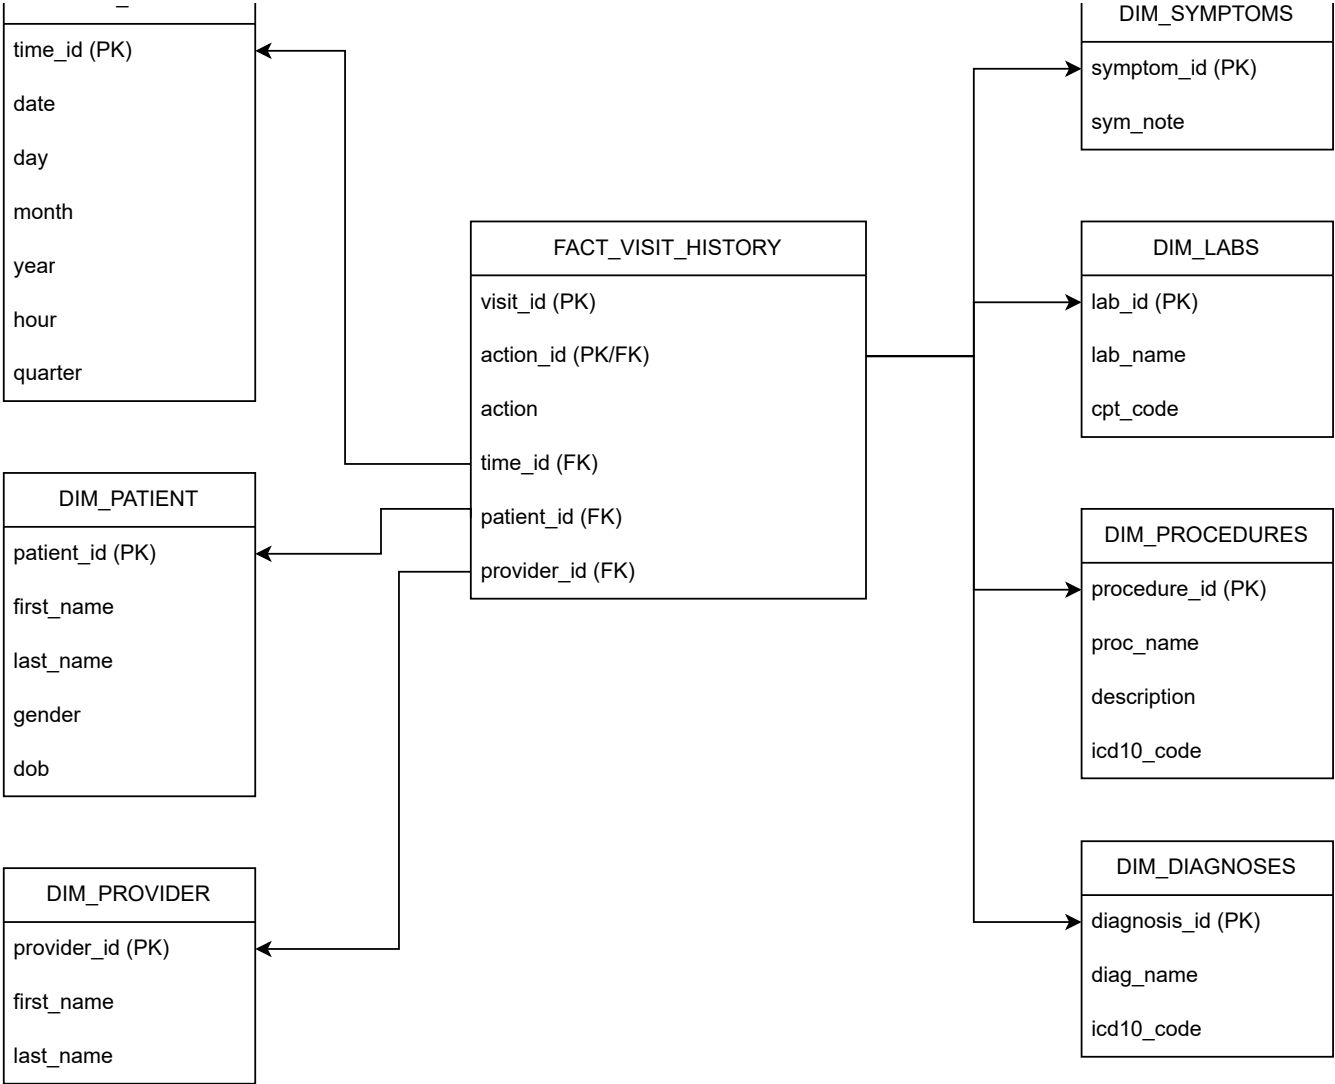 time_id (PK)
date
day
month
year
hour
quarter
DIM_PATIENT
patient_id (PK)
first_name
last_name
gender
dob
DIM_PROVIDER
provider_id (PK)
first_name
last_name
FACT_VISIT_HISTORY
visit_id (PK)
action_id (PK/FK)
action
time_id (FK)
patient_id (FK)
provider_id (FK)
DIM_SYMPTOMS
symptom_id (PK)
sym_note
DIM_LABS
lab_id (PK)
lab_name
cpt_code
DIM_PROCEDURES
procedure_id (PK)
proc_name
description
icd10_code
DIM_DIAGNOSES
diagnosis_id (PK)
diag_name
icd10_code